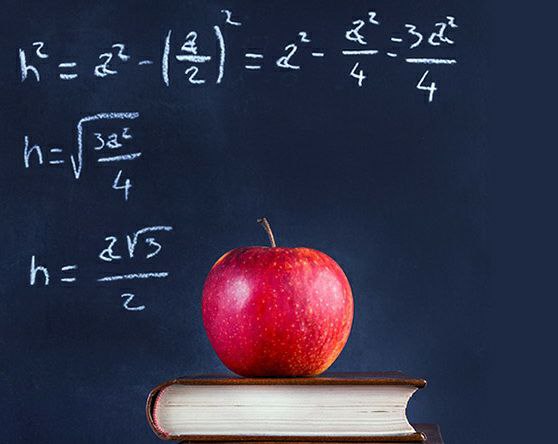 h² = a² - (a/2)² = a² - a²/4 = 3a²/4
h = √(3a²/4)
h = a√3/2